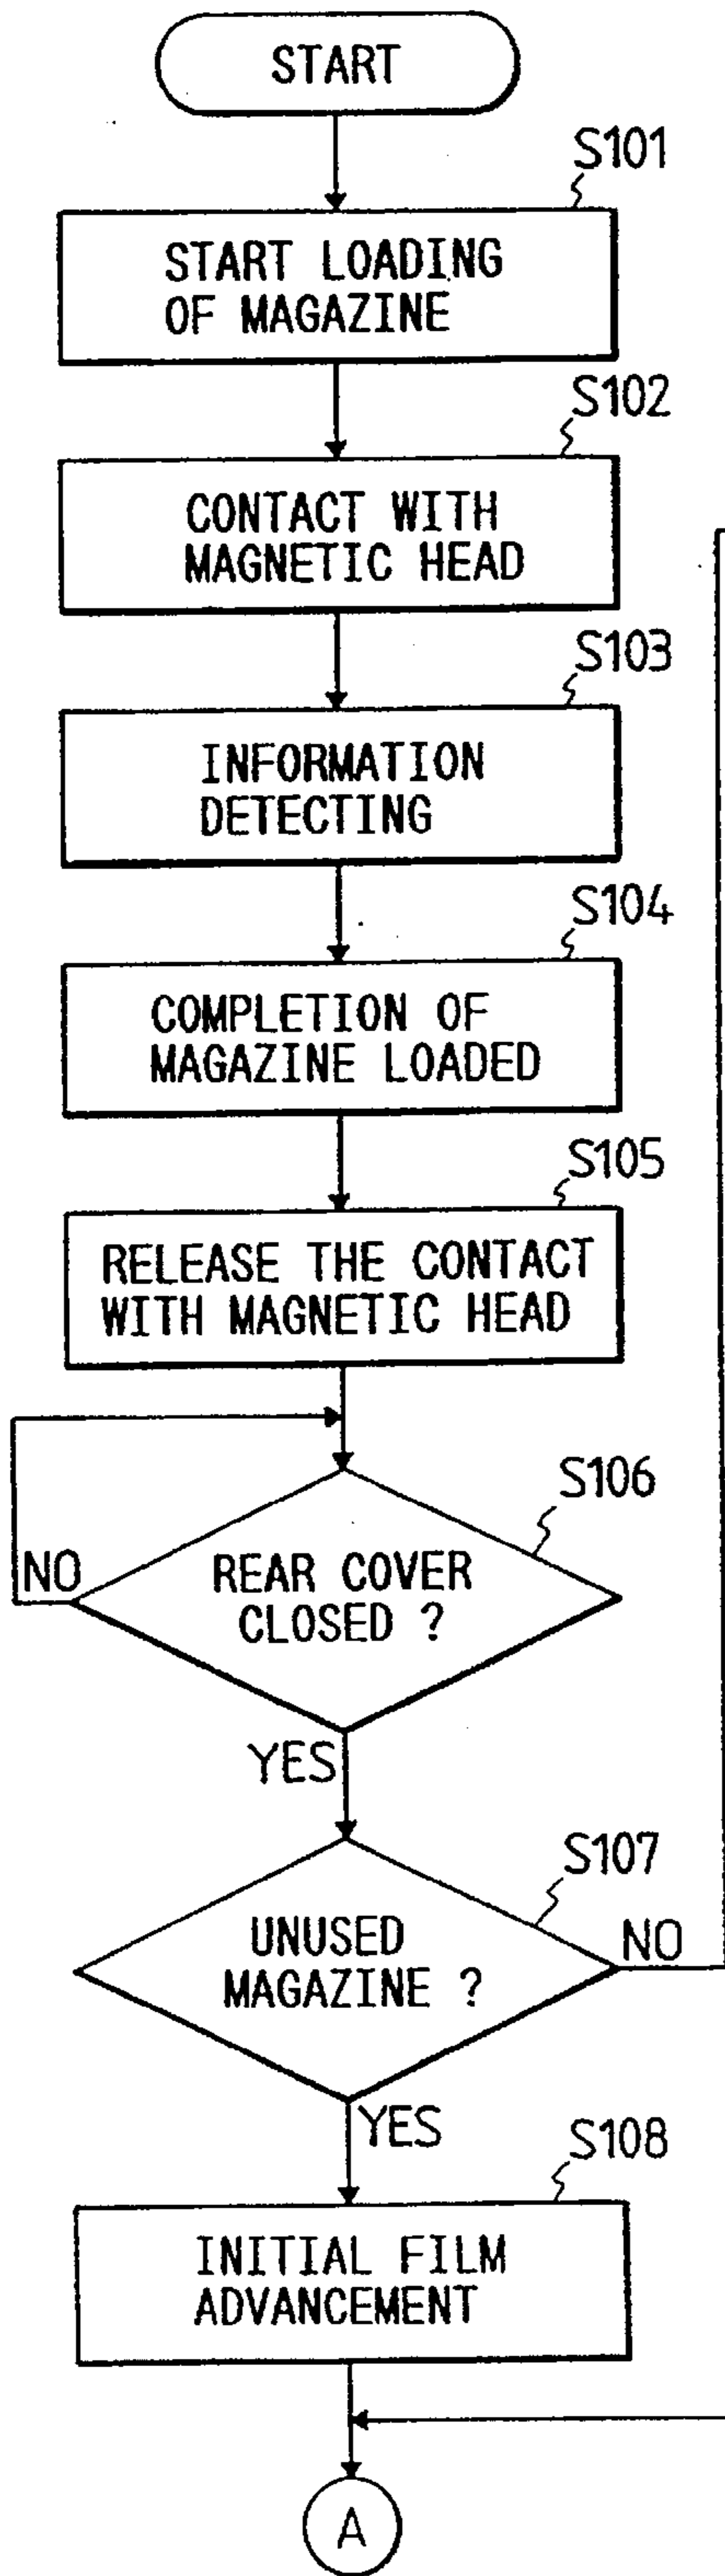 START
S101
START LOADING
OF MAGAZINE
S102
CONTACT WITH
MAGNETIC HEAD
S103
INFORMATION
DETECTING
S104
COMPLETION OF
MAGAZINE LOADED
S105
RELEASE THE CONTACT
WITH MAGNETIC HEAD
S106
NO
REAR COVER
CLOSED ?
YES
S107
UNUSED
MAGAZINE ?
NO
YES
S108
INITIAL FILM
ADVANCEMENT
A